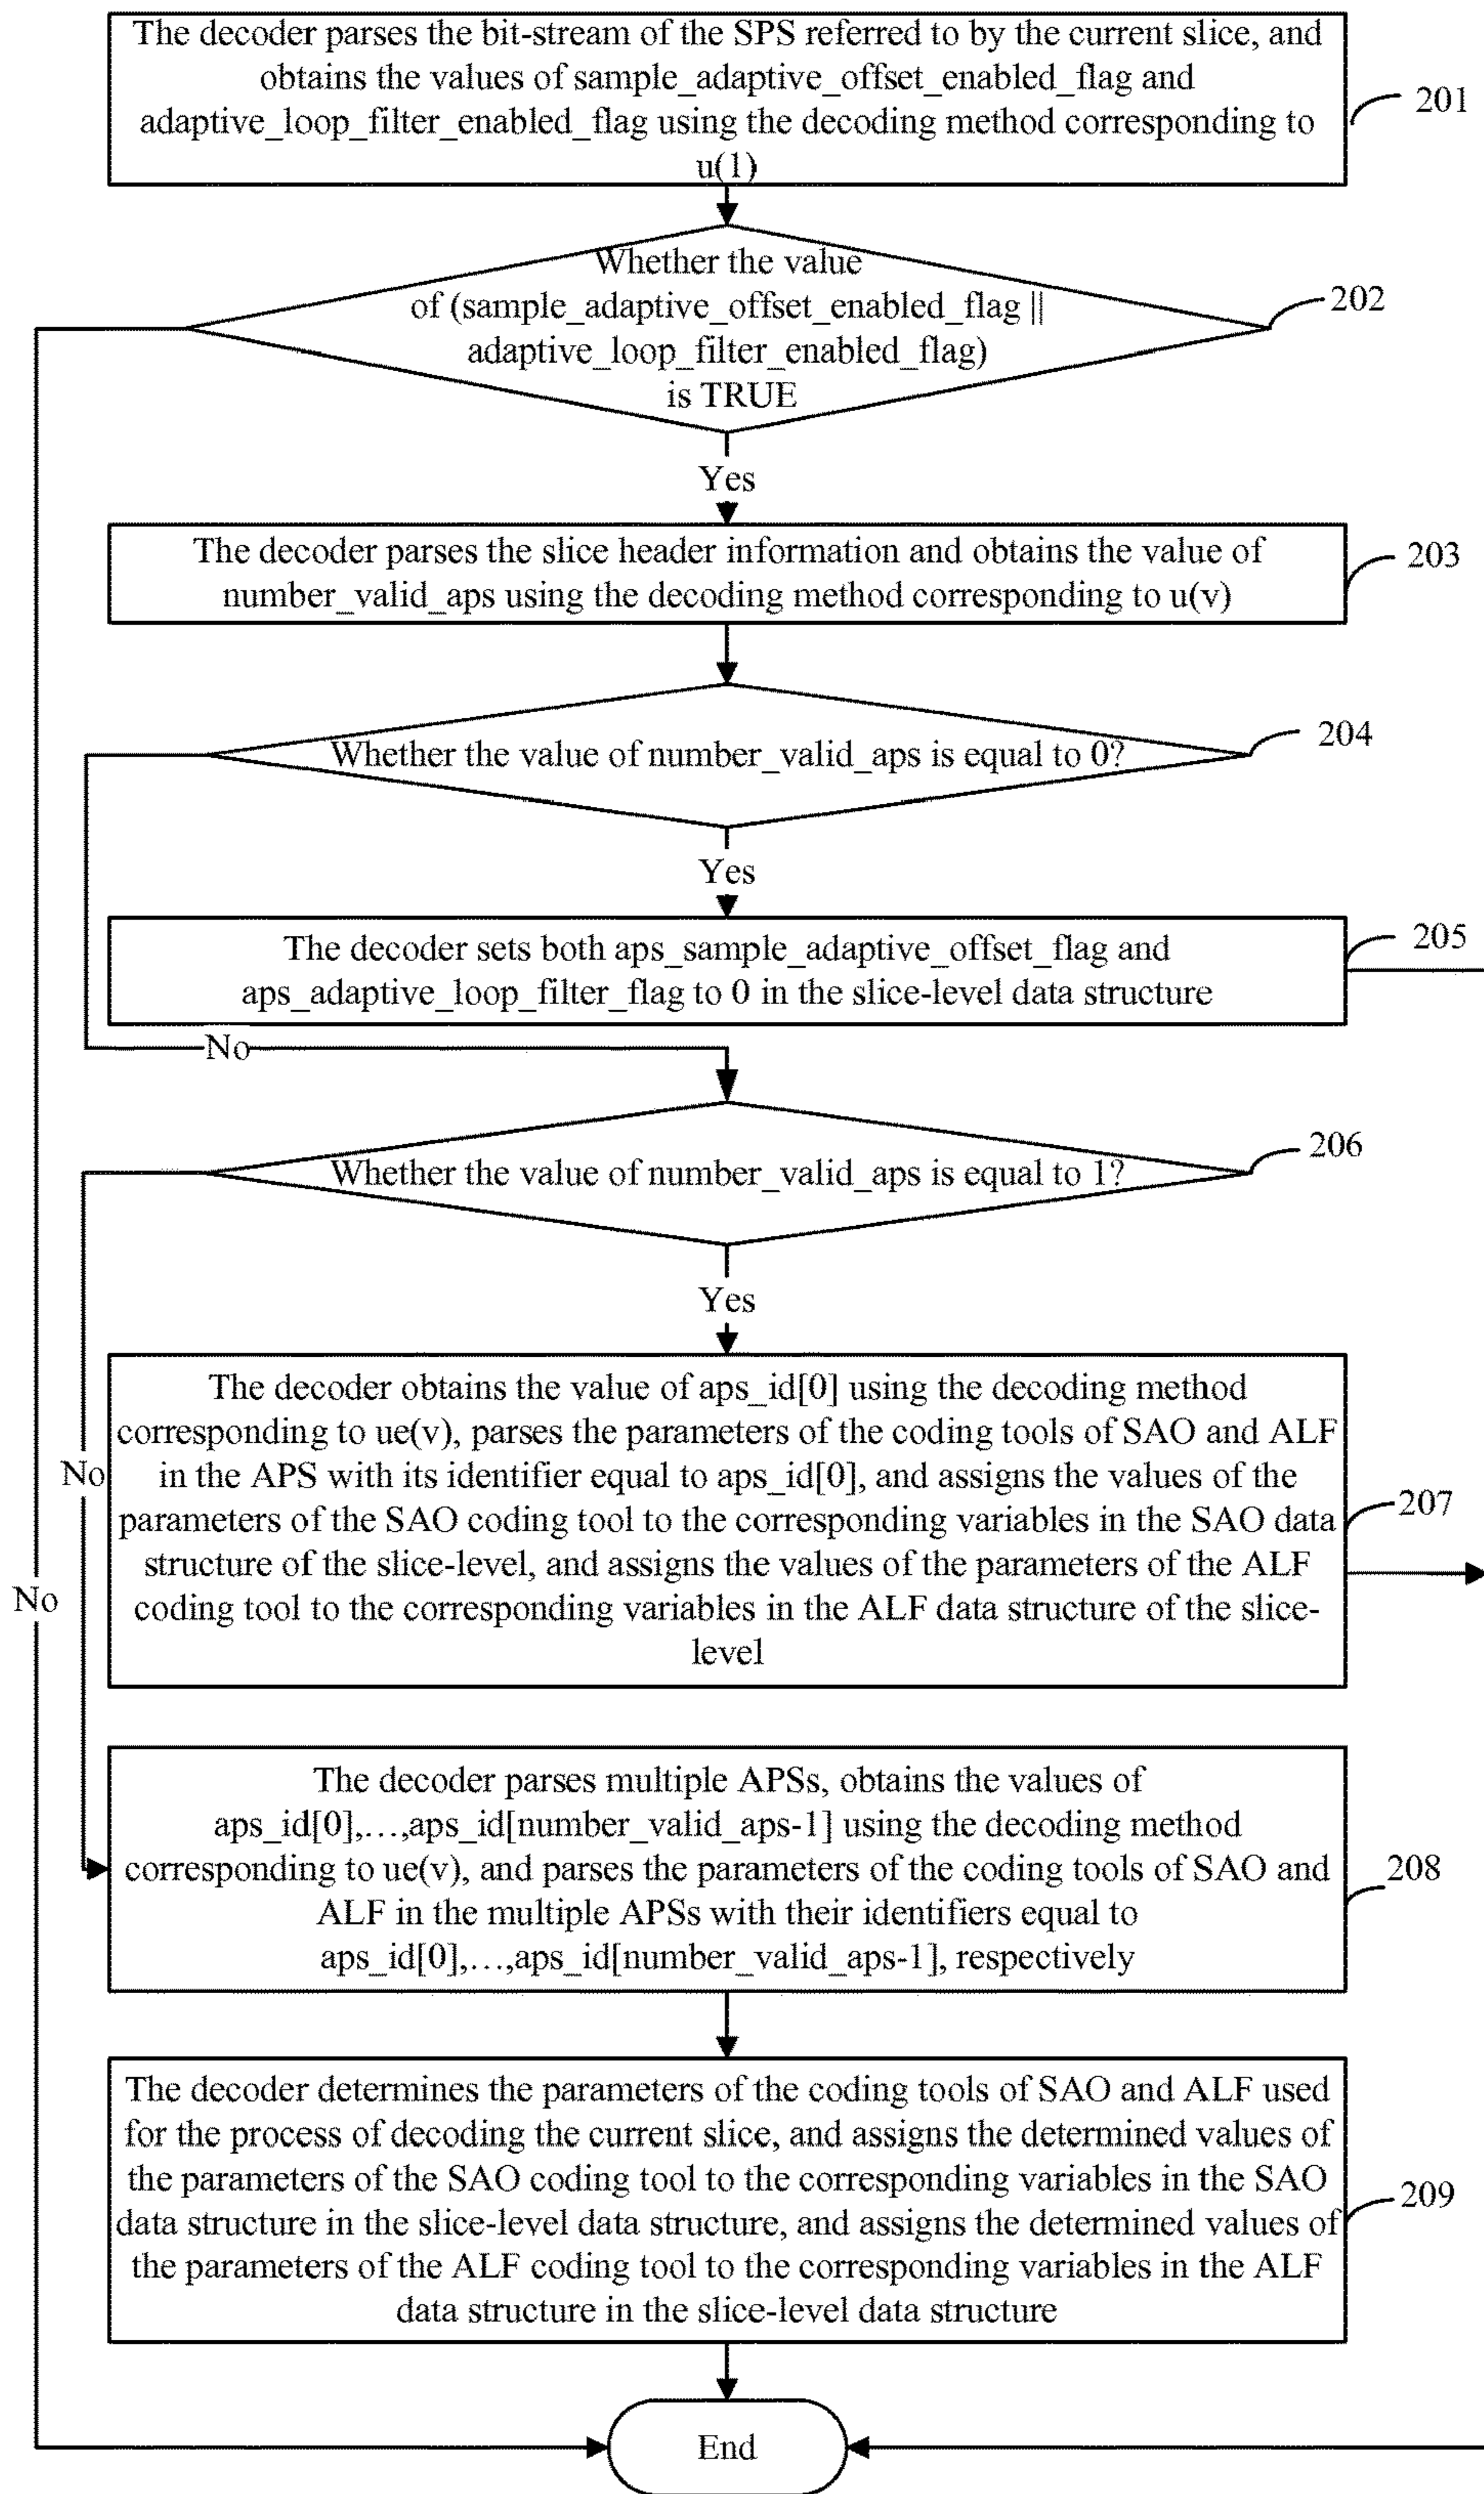 The decoder parses the bit-stream of the SPS referred to by the current slice, and
obtains the values of sample_adaptive_offset_enabled_flag and
adaptive_loop_filter_enabled_flag using the decoding method corresponding to
u(1)
201
Whether the value
of (sample_adaptive_offset_enabled_flag ||
adaptive_loop_filter_enabled_flag)
is TRUE
202
Yes
The decoder parses the slice header information and obtains the value of
number_valid_aps using the decoding method corresponding to u(v)
203
Whether the value of number_valid_aps is equal to 0?
204
Yes
The decoder sets both aps_sample_adaptive_offset_flag and
aps_adaptive_loop_filter_flag to 0 in the slice-level data structure
205
No
Whether the value of number_valid_aps is equal to 1?
206
Yes
The decoder obtains the value of aps_id[0] using the decoding method
corresponding to ue(v), parses the parameters of the coding tools of SAO and ALF
in the APS with its identifier equal to aps_id[0], and assigns the values of the
parameters of the SAO coding tool to the corresponding variables in the SAO data
structure of the slice-level, and assigns the values of the parameters of the ALF
coding tool to the corresponding variables in the ALF data structure of the slice-
level
207
No
No
The decoder parses multiple APSs, obtains the values of
aps_id[0],...,aps_id[number_valid_aps-1] using the decoding method
corresponding to ue(v), and parses the parameters of the coding tools of SAO and
ALF in the multiple APSs with their identifiers equal to
aps_id[0],...,aps_id[number_valid_aps-1], respectively
208
The decoder determines the parameters of the coding tools of SAO and ALF used
for the process of decoding the current slice, and assigns the determined values of
the parameters of the SAO coding tool to the corresponding variables in the SAO
data structure in the slice-level data structure, and assigns the determined values of
the parameters of the ALF coding tool to the corresponding variables in the ALF
data structure in the slice-level data structure
209
End